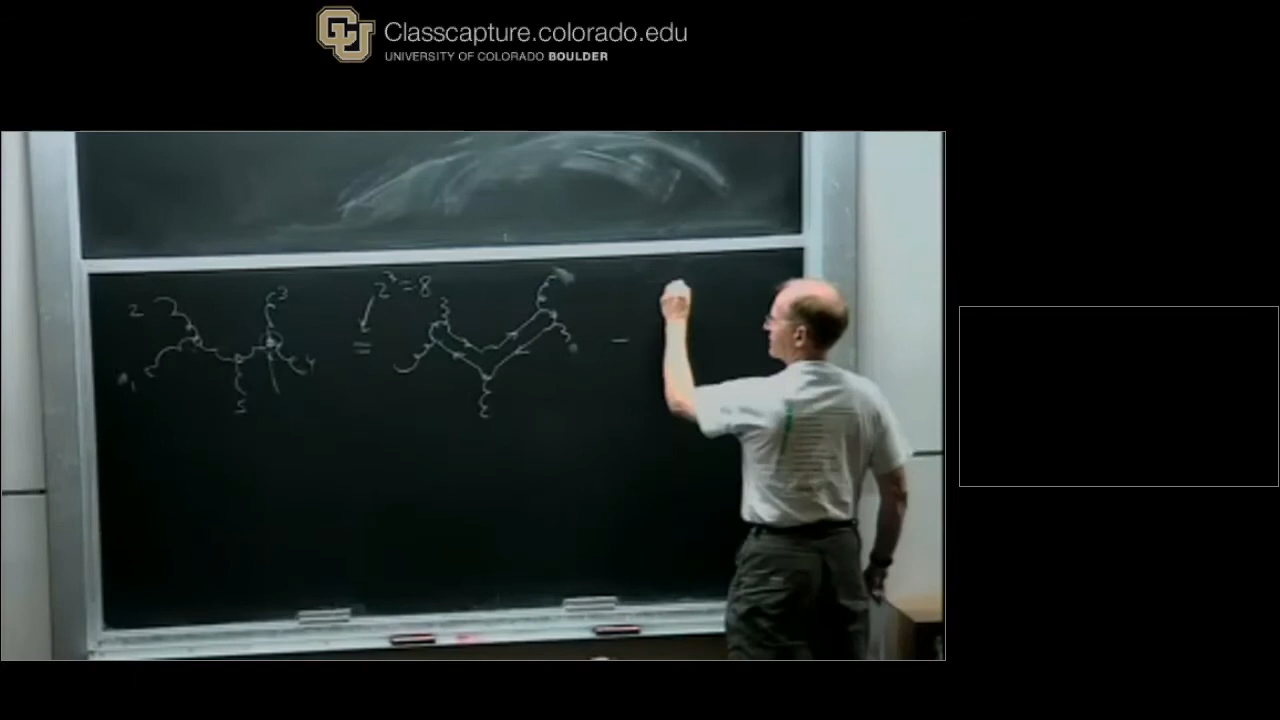 Classcapture.colorado.edu
UNIVERSITY OF COLORADO BOULDER
2³ = 8
2
3
=
-
1
4
5